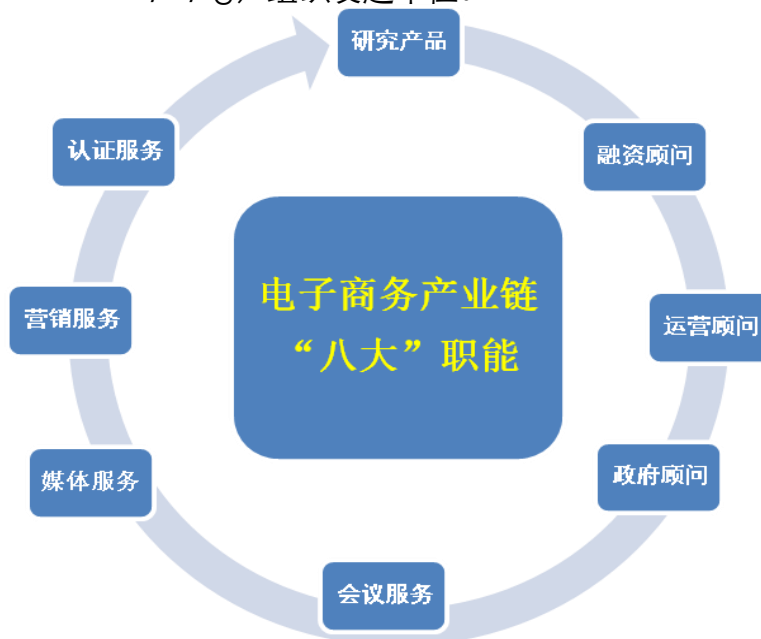 研究产品
融资顾问
运营顾问
政府顾问
会议服务
媒体服务
营销服务
认证服务
电子商务产业链
“八大”职能